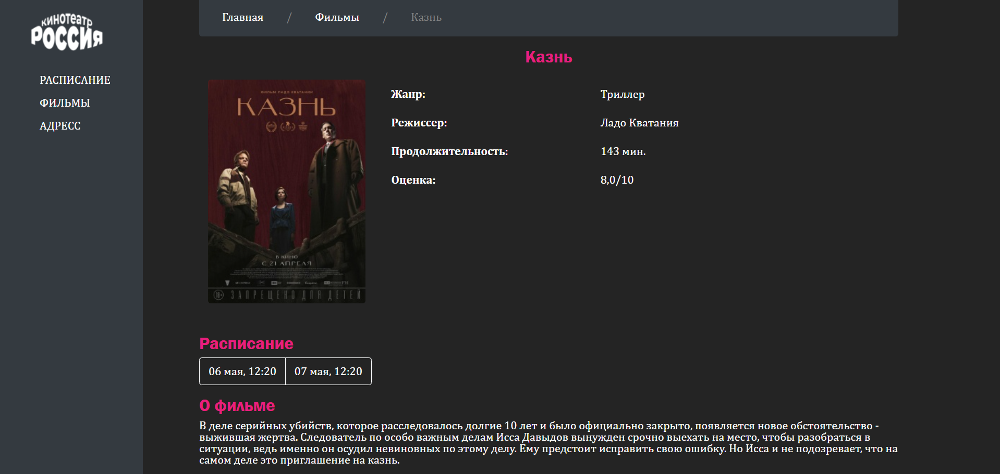 КИНОТЕАТР
РОССИЯ
РАСПИСАНИЕ
ФИЛЬМЫ
АДРЕСС
Главная / Фильмы / Казнь
Казнь
ФИЛЬМ ЛАДО КВАТАНИИ
КАЗНЬ
В КИНО
С 21 АПРЕЛЯ
18+ ЗАПРЕЩЕНО ДЛЯ ДЕТЕЙ
Жанр: Триллер
Режиссер: Ладо Кватания
Продолжительность: 143 мин.
Оценка: 8,0/10
Расписание
06 мая, 12:20 07 мая, 12:20
О фильме
В деле серийных убийств, которое расследовалось долгие 10 лет и было официально закрыто, появляется новое обстоятельство -
выжившая жертва. Следователь по особо важным делам Исса Давыдов вынужден срочно выехать на место, чтобы разобраться в
ситуации, ведь именно он осудил невиновных по этому делу. Ему предстоит исправить свою ошибку. Но Исса и не подозревает, что на
самом деле это приглашение на казнь.